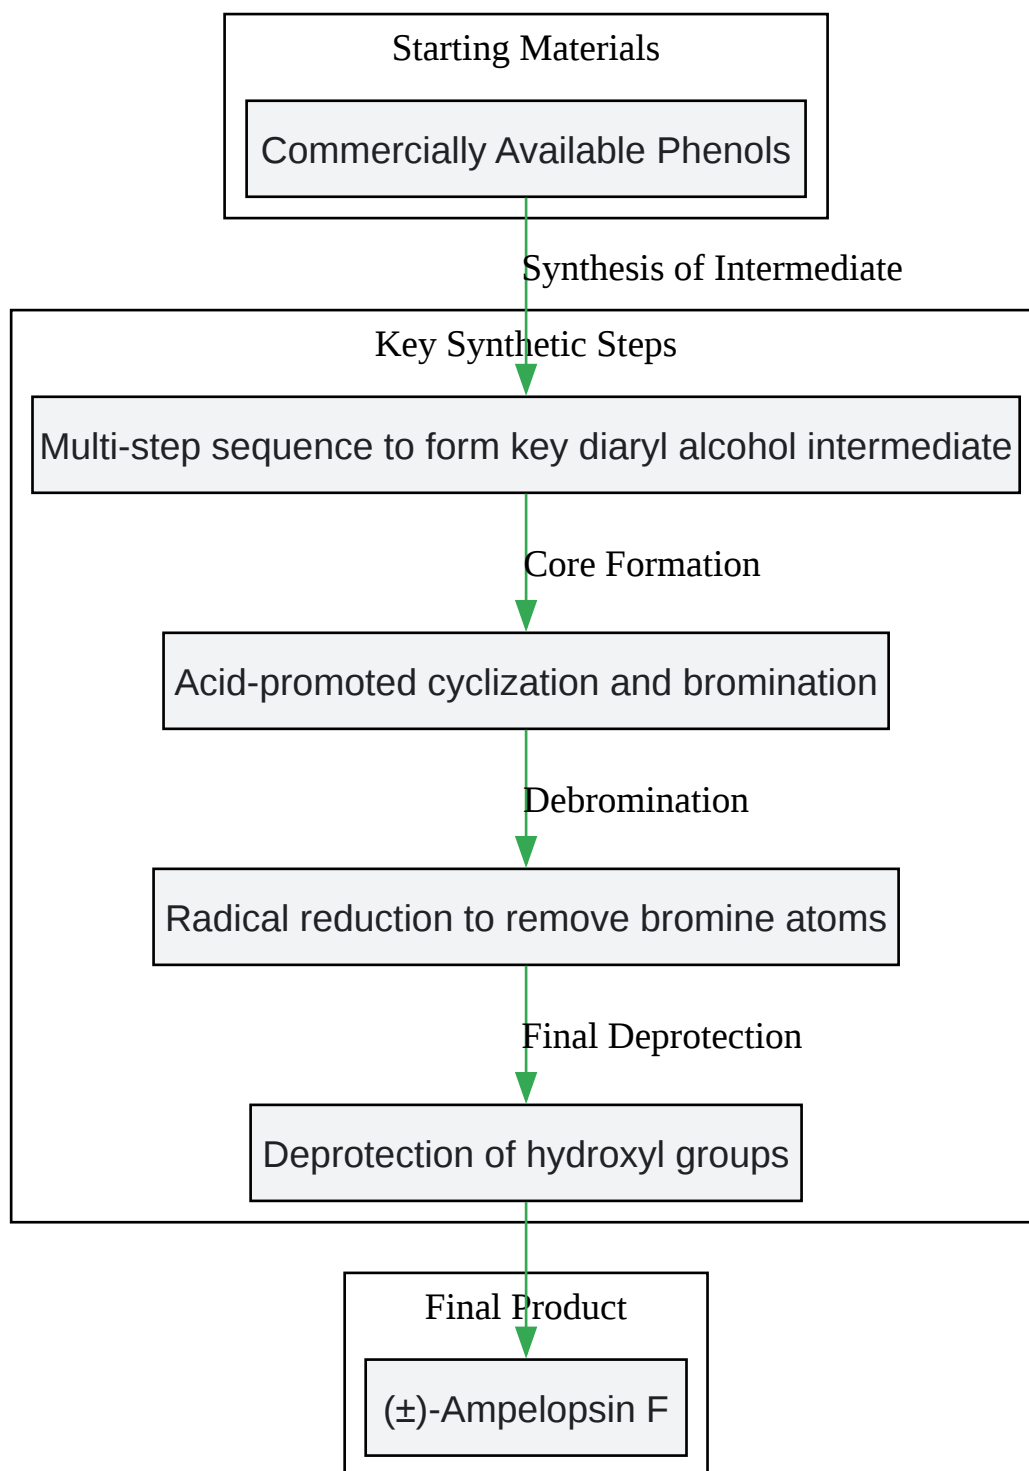 Starting Materials
Commercially Available Phenols
Synthesis of Intermediate
Key Synthetic Steps
Multi-step sequence to form key diaryl alcohol intermediate
Core Formation
Acid-promoted cyclization and bromination
Debromination
Radical reduction to remove bromine atoms
Final Deprotection
Deprotection of hydroxyl groups
Final Product
(±)-Ampelopsin F